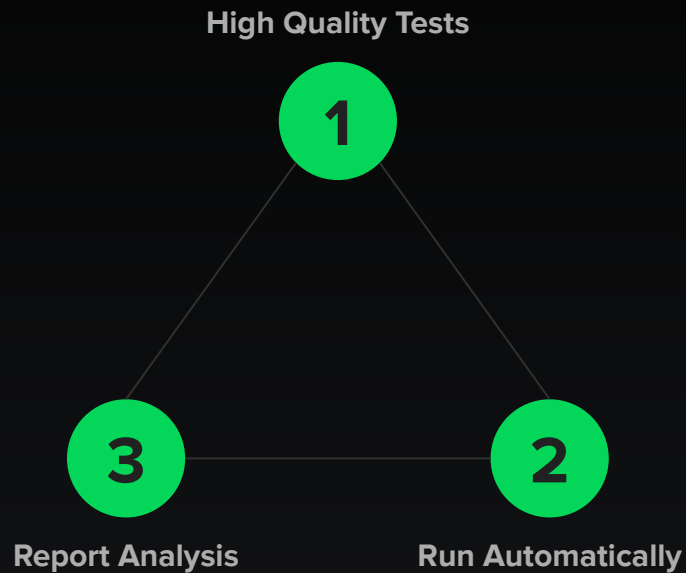 High Quality Tests
1
3
2
Report Analysis
Run Automatically